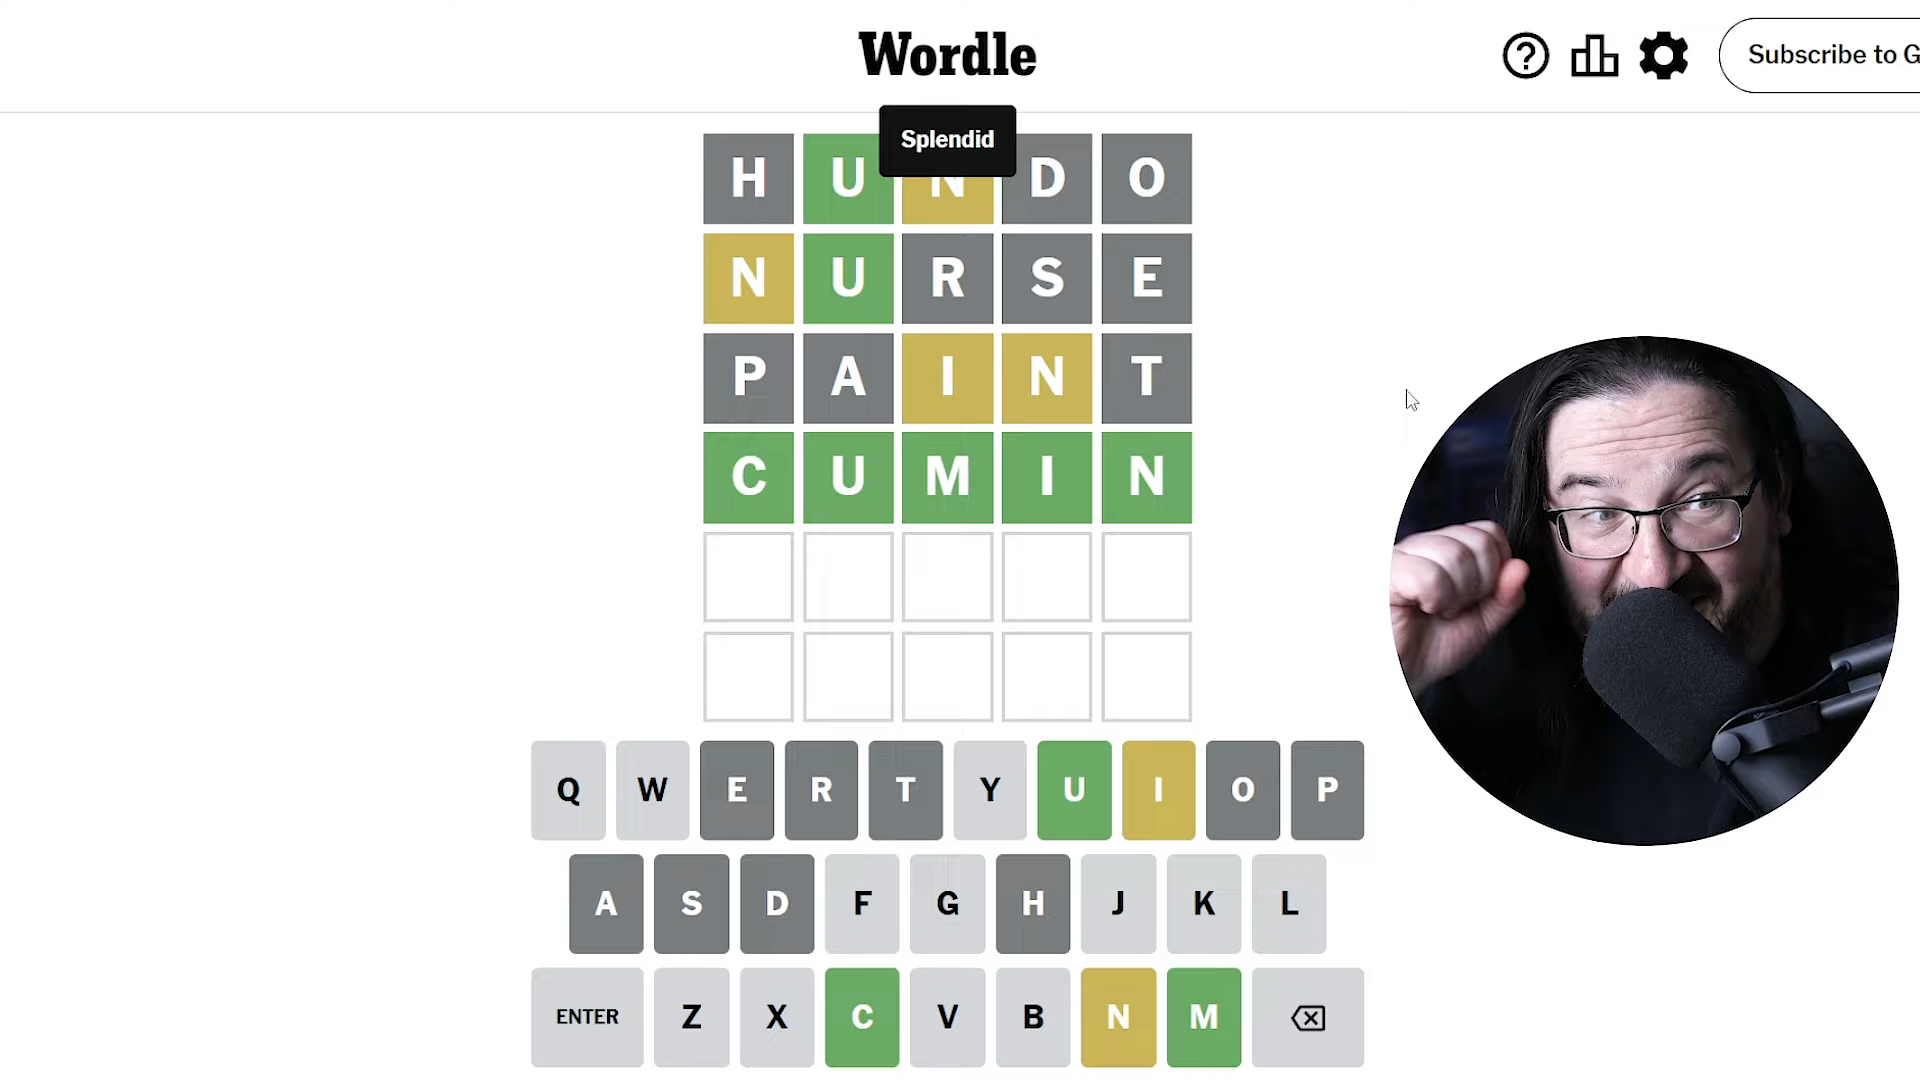 Wordle
Subscribe to G
Splendid
H U N D O
N U R S E
P A I N T
C U M I N
Q W E R T Y U I O P
A S D F G H J K L
ENTER Z X C V B N M